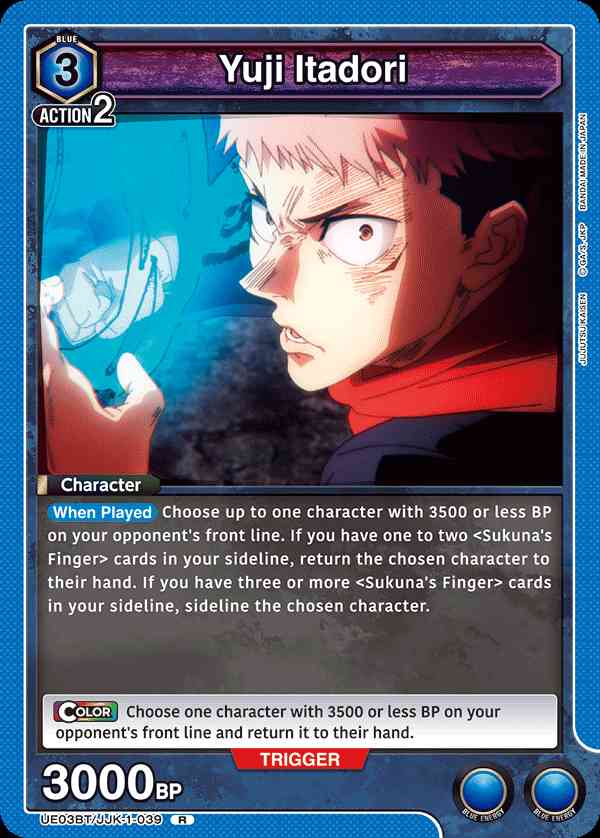 BLUE
3
Yuji Itadori
ACTION 2
BANDAI MADE IN JAPAN
© GA/S,JKP
JUJUTSU KAISEN
Character
When Played Choose up to one character with 3500 or less BP
on your opponent's front line. If you have one to two <Sukuna's
Finger> cards in your sideline, return the chosen character to
their hand. If you have three or more <Sukuna's Finger> cards
in your sideline, sideline the chosen character.
COLOR Choose one character with 3500 or less BP on your
opponent's front line and return it to their hand.
TRIGGER
3000 BP
BLUE ENERGY
BLUE ENERGY
UE03BT/JJK-1-039 R